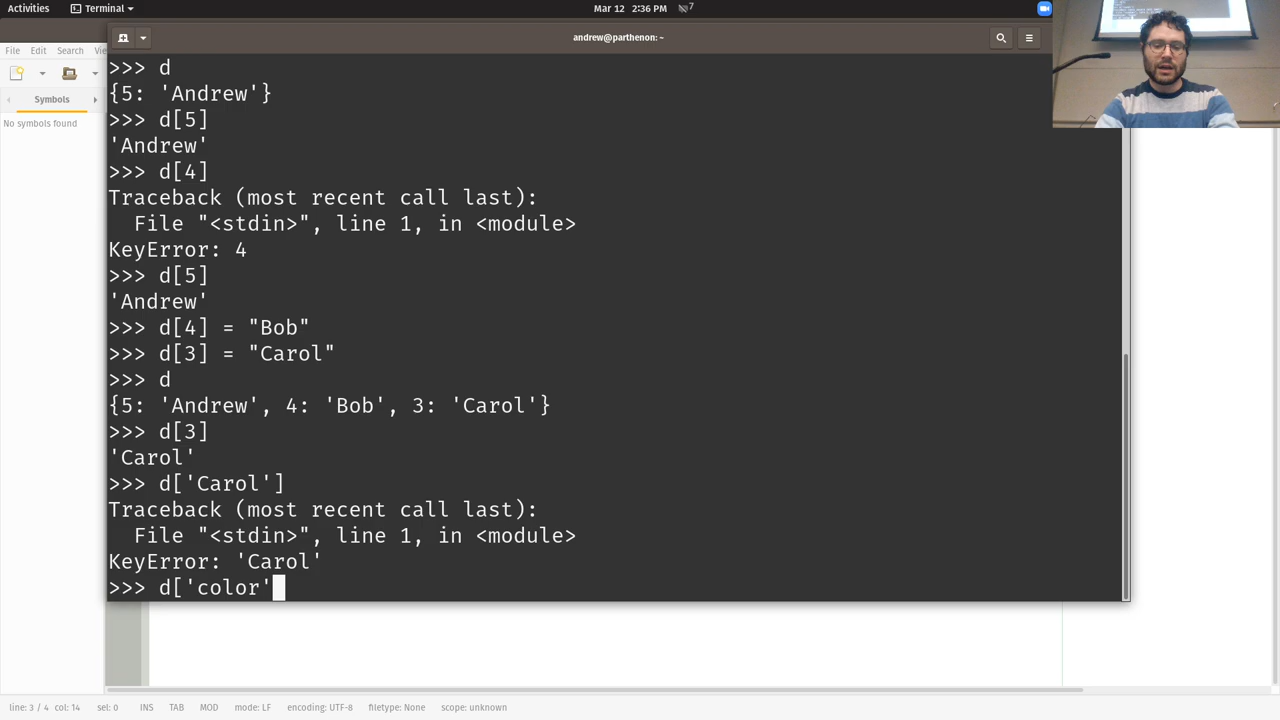 Activities
Terminal
Mar 12 2:36 PM
7
andrew@parthenon: ~
File Edit Search
Symbols
No symbols found
>>> d
{5: 'Andrew'}
>>> d[5]
'Andrew'
>>> d[4]
Traceback (most recent call last):
  File "<stdin>", line 1, in <module>
KeyError: 4
>>> d[5]
'Andrew'
>>> d[4] = "Bob"
>>> d[3] = "Carol"
>>> d
{5: 'Andrew', 4: 'Bob', 3: 'Carol'}
>>> d[3]
'Carol'
>>> d['Carol']
Traceback (most recent call last):
  File "<stdin>", line 1, in <module>
KeyError: 'Carol'
>>> d['color'
line: 3 / 4 col: 14 sel: 0 INS TAB MOD mode: LF encoding: UTF-8 filetype: None scope: unknown